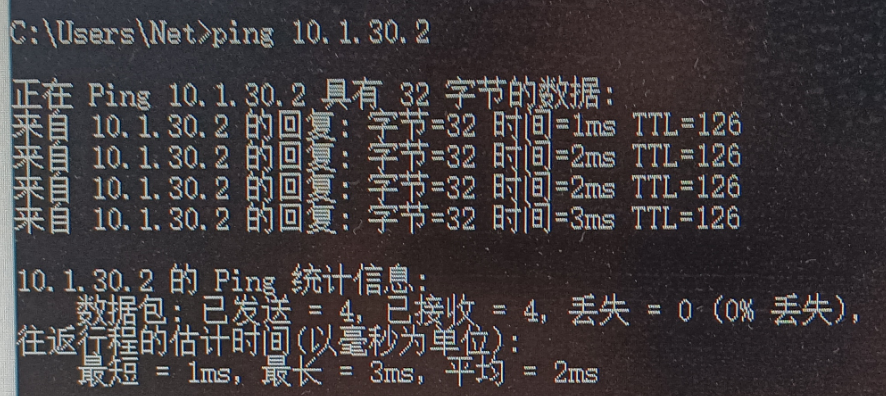 C:\Users\Net>ping 10.1.30.2
正在 Ping 10.1.30.2 具有 32 字节的数据:
来自 10.1.30.2 的回复: 字节=32 时间=1ms TTL=126
来自 10.1.30.2 的回复: 字节=32 时间=2ms TTL=126
来自 10.1.30.2 的回复: 字节=32 时间=2ms TTL=126
来自 10.1.30.2 的回复: 字节=32 时间=3ms TTL=126
10.1.30.2 的 Ping 统计信息:
数据包: 已发送 = 4, 已接收 = 4, 丢失 = 0 (0% 丢失),
往返行程的估计时间(以毫秒为单位):
最短 = 1ms, 最长 = 3ms, 平均 = 2ms